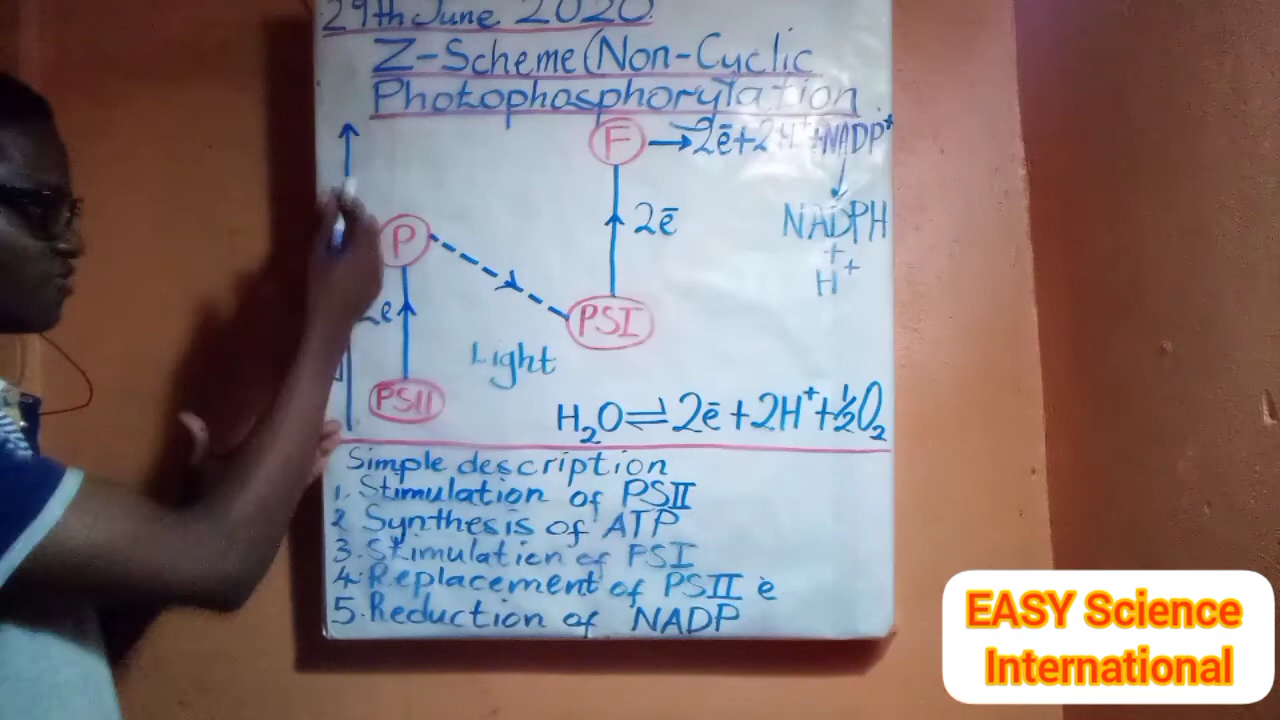 29th June 2020
Z-Scheme(Non-Cyclic
Photophosphorylation
F
2ē+2H⁺+NADP⁺
NADPH
+
H⁺
2ē
P
PSI
Light
PSII
H₂O⇌2ē+2H⁺+½O₂
Simple description
1. Stimulation of PSII
2 Synthesis of ATP
3. Stimulation of PSI
4. Replacement of PSII e
5. Reduction of NADP
EASY Science
International